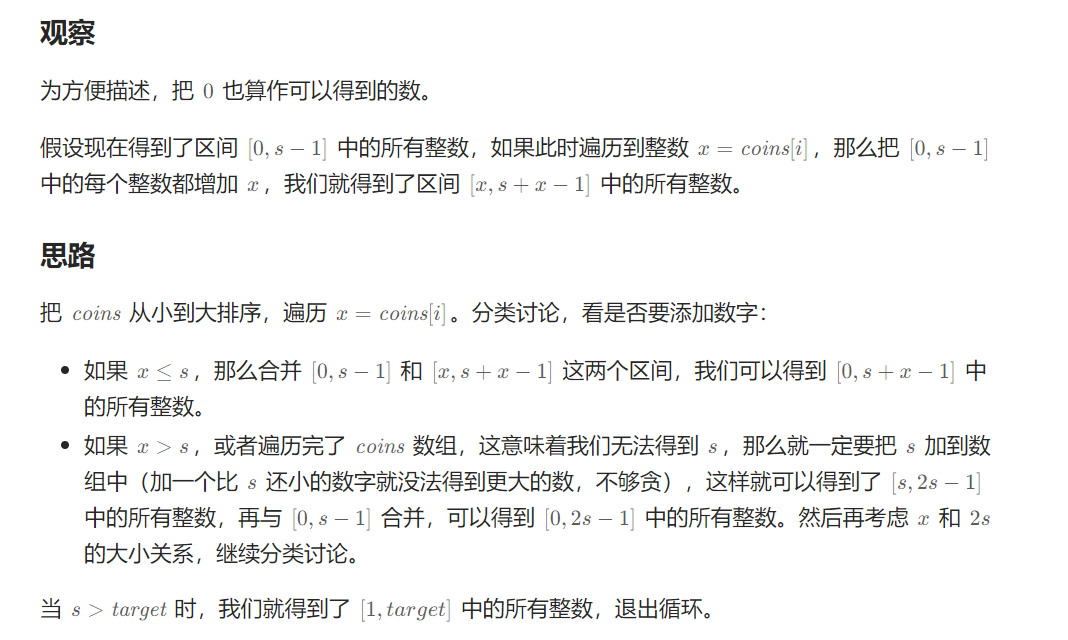 观察
为方便描述，把 0 也算作可以得到的数。
假设现在得到了区间 [0, s − 1] 中的所有整数，如果此时遍历到整数 x = coins[i]，那么把 [0, s − 1]
中的每个整数都增加 x，我们就得到了区间 [x, s + x − 1] 中的所有整数。
思路
把 coins 从小到大排序，遍历 x = coins[i]。分类讨论，看是否要添加数字：
• 如果 x ≤ s，那么合并 [0, s − 1] 和 [x, s + x − 1] 这两个区间，我们可以得到 [0, s + x − 1] 中
的所有整数。
• 如果 x > s，或者遍历完了 coins 数组，这意味着我们无法得到 s，那么就一定要把 s 加到数
组中（加一个比 s 还小的数字就没法得到更大的数，不够贪），这样就可以得到了 [s, 2s − 1]
中的所有整数，再与 [0, s − 1] 合并，可以得到 [0, 2s − 1] 中的所有整数。然后再考虑 x 和 2s
的大小关系，继续分类讨论。
当 s > target 时，我们就得到了 [1, target] 中的所有整数，退出循环。